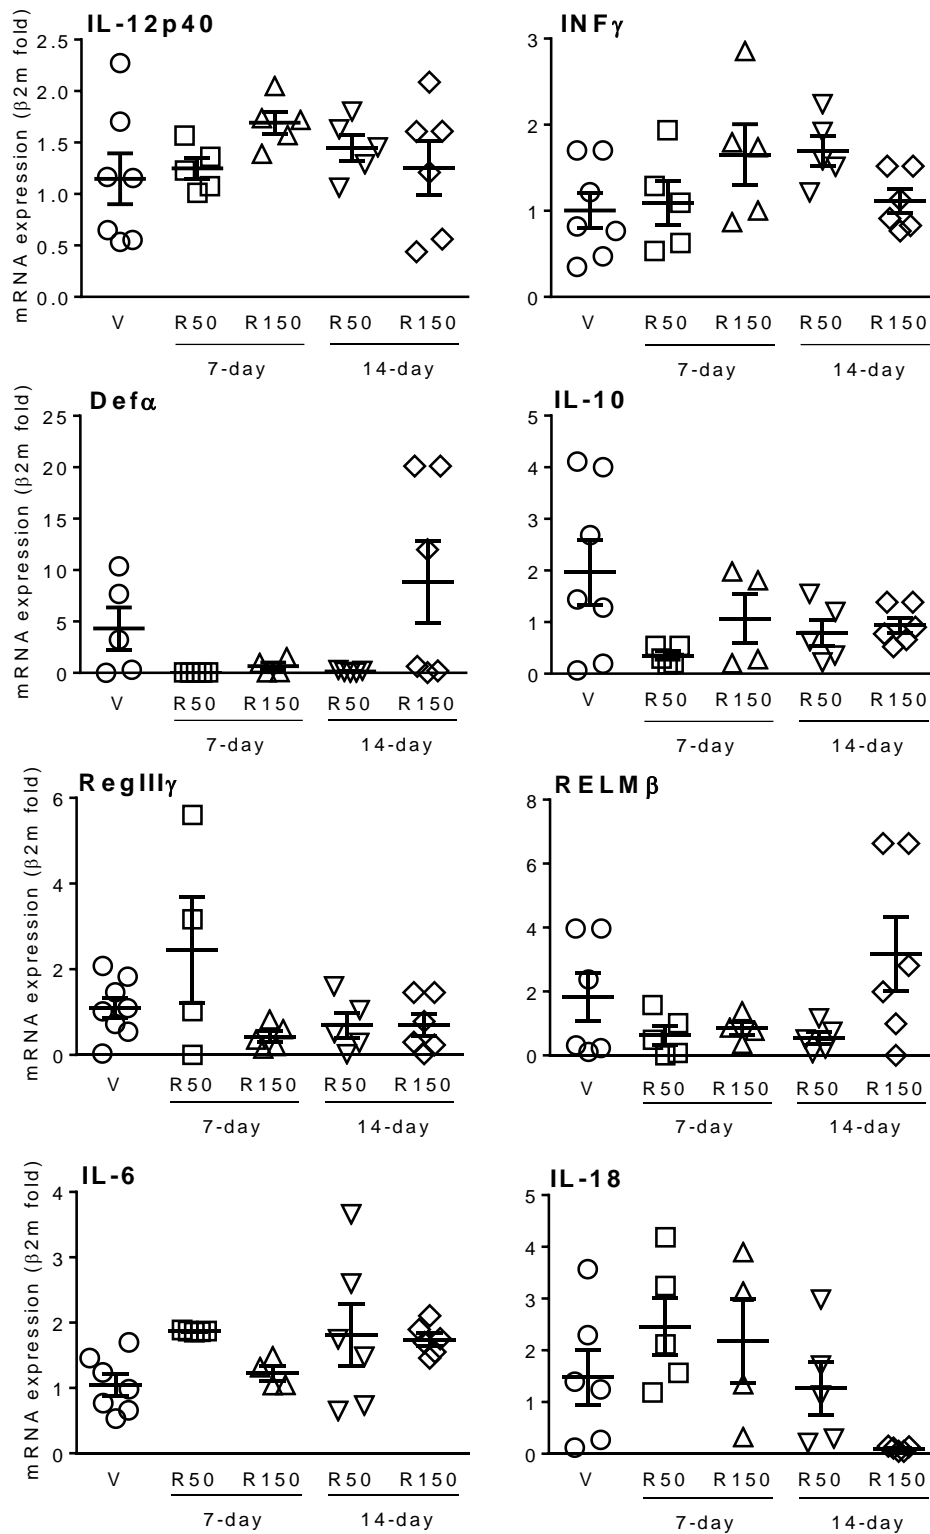 IL-12p40
INFγ
mRNA expression (β2m fold)
2.5
2.0
1.5
1.0
0.5
0.0
3
2
1
0
V R50 R150 R50 R150
7-day 14-day
V R50 R150 R50 R150
7-day 14-day
Defα
IL-10
mRNA expression (β2m fold)
25
20
15
10
5
0
5
4
3
2
1
0
V R50 R150 R50 R150
7-day 14-day
V R50 R150 R50 R150
7-day 14-day
RegIIIγ
RELMβ
mRNA expression (β2m fold)
6
4
2
0
8
6
4
2
0
V R50 R150 R50 R150
7-day 14-day
V R50 R150 R50 R150
7-day 14-day
IL-6
IL-18
mRNA expression (β2m fold)
4
3
2
1
0
5
4
3
2
1
0
V R50 R150 R50 R150
7-day 14-day
V R50 R150 R50 R150
7-day 14-day